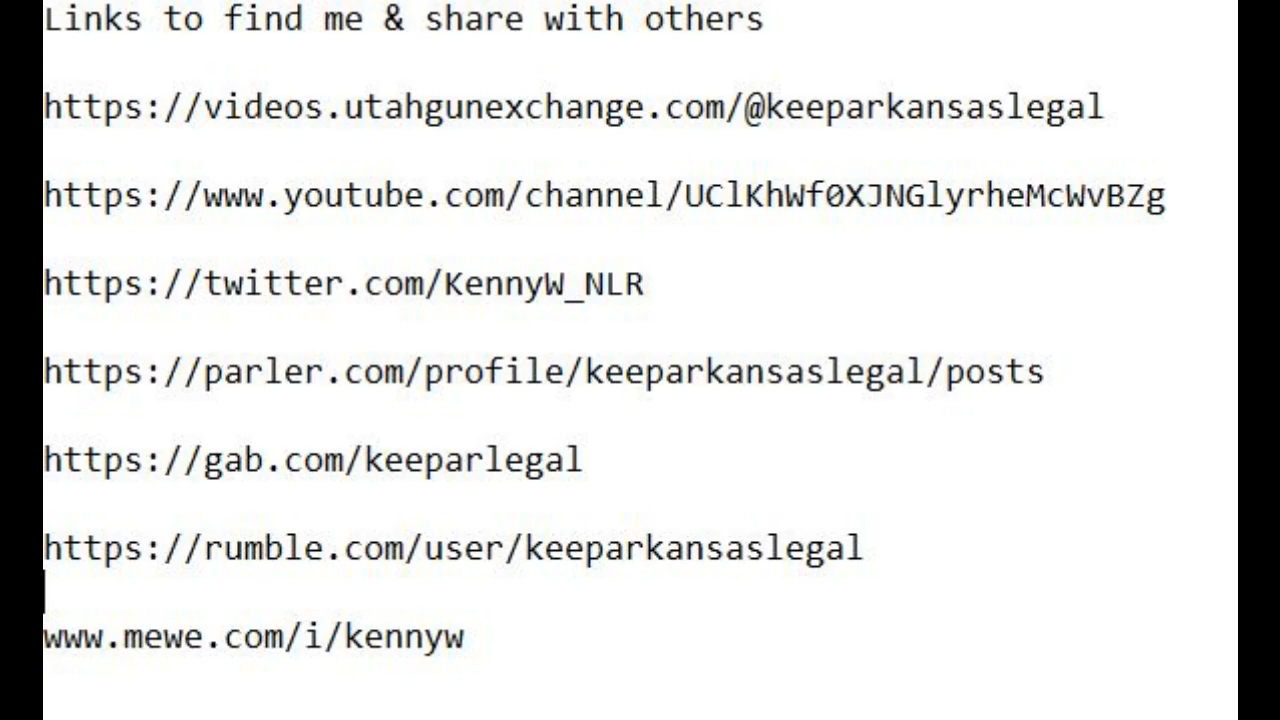 Links to find me & share with others
https://videos.utahgunexchange.com/@keeparkansaslegal
https://www.youtube.com/channel/UClKhWf0XJNGlyrheMcWvBZg
https://twitter.com/KennyW_NLR
https://parler.com/profile/keeparkansaslegal/posts
https://gab.com/keeparlegal
https://rumble.com/user/keeparkansaslegal
www.mewe.com/i/kennyw